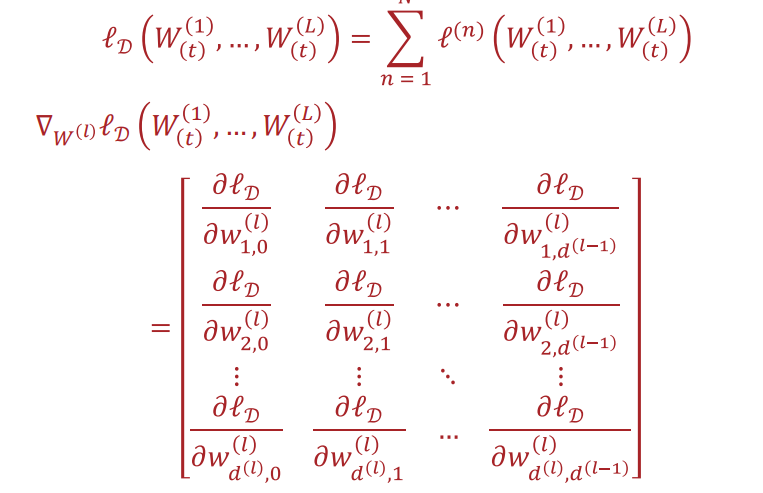 ℓ_𝒟 (W_(t)^(1), …, W_(t)^(L)) = ∑_{n = 1}^{N} ℓ^(n) (W_(t)^(1), …, W_(t)^(L))
∇_{W^(l)} ℓ_𝒟 (W_(t)^(1), …, W_(t)^(L))
= [ ∂ℓ_𝒟/∂w_{1,0}^(l) ∂ℓ_𝒟/∂w_{1,1}^(l) ⋯ ∂ℓ_𝒟/∂w_{1,d^(l−1)}^(l)
∂ℓ_𝒟/∂w_{2,0}^(l) ∂ℓ_𝒟/∂w_{2,1}^(l) ⋯ ∂ℓ_𝒟/∂w_{2,d^(l−1)}^(l)
⋮ ⋮ ⋱ ⋮
∂ℓ_𝒟/∂w_{d^(l),0}^(l) ∂ℓ_𝒟/∂w_{d^(l),1}^(l) ⋯ ∂ℓ_𝒟/∂w_{d^(l),d^(l−1)}^(l) ]